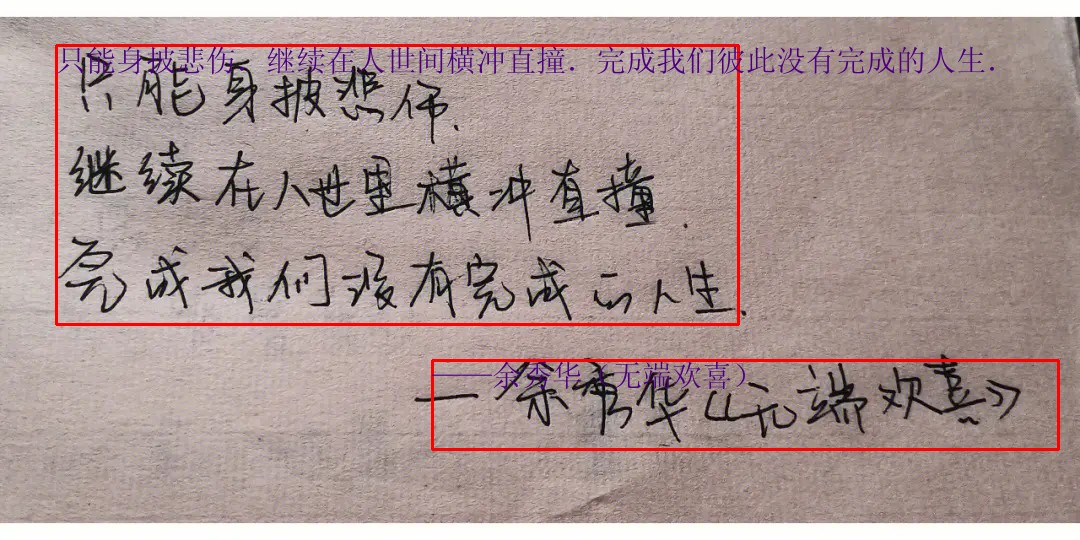 只能身披悲伤. 继续在人世间横冲直撞. 完成我们彼此没有完成的人生.
只能身披悲伤.
继续在人世里横冲直撞.
完成我们没有完成的人生.
——余秀华《无端欢喜》
—余秀华《无端欢喜》